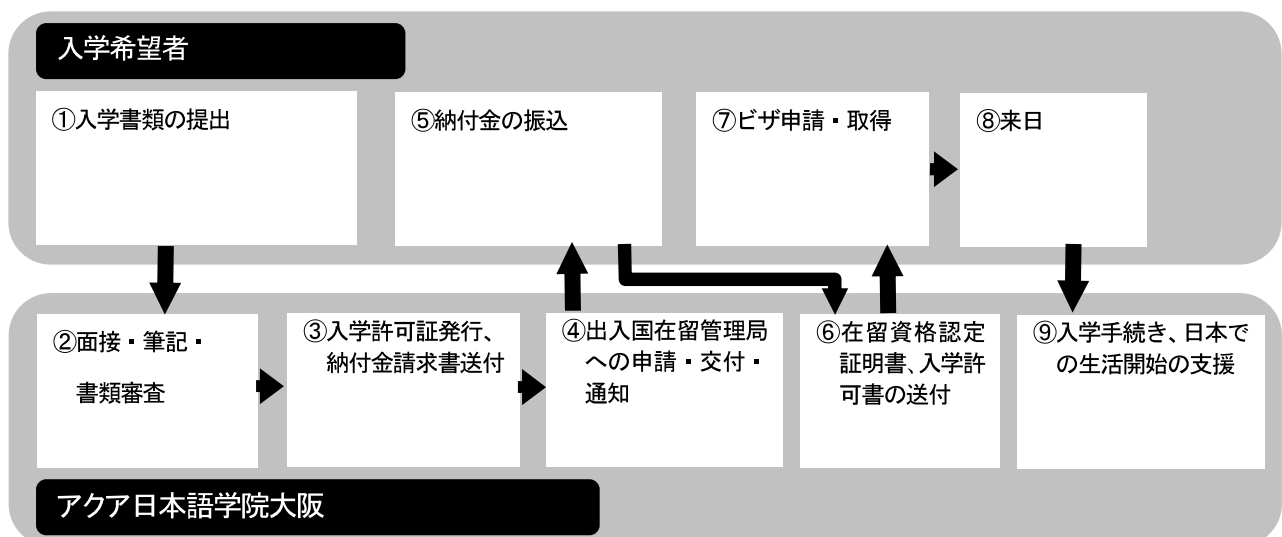 入学希望者
①入学書類の提出
⑤納付金の振込
⑦ビザ申請・取得
⑧来日
②面接・筆記・
書類審査
③入学許可証発行、
納付金請求書送付
④出入国在留管理局
への申請・交付・
通知
⑥在留資格認定
証明書、入学許
可書の送付
⑨入学手続き、日本で
の生活開始の支援
アクア日本語学院大阪